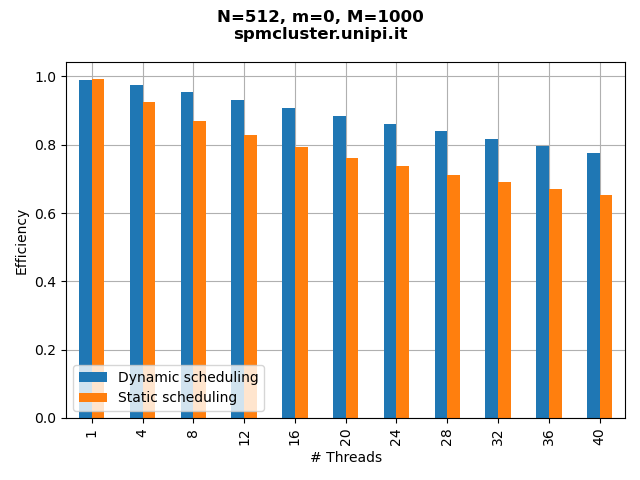 N=512, m=0, M=1000
spmcluster.unipi.it
1.0
0.8
0.6
0.4
0.2
0.0
Efficiency
Dynamic scheduling
Static scheduling
1 4 8 12 16 20 24 28 32 36 40
# Threads